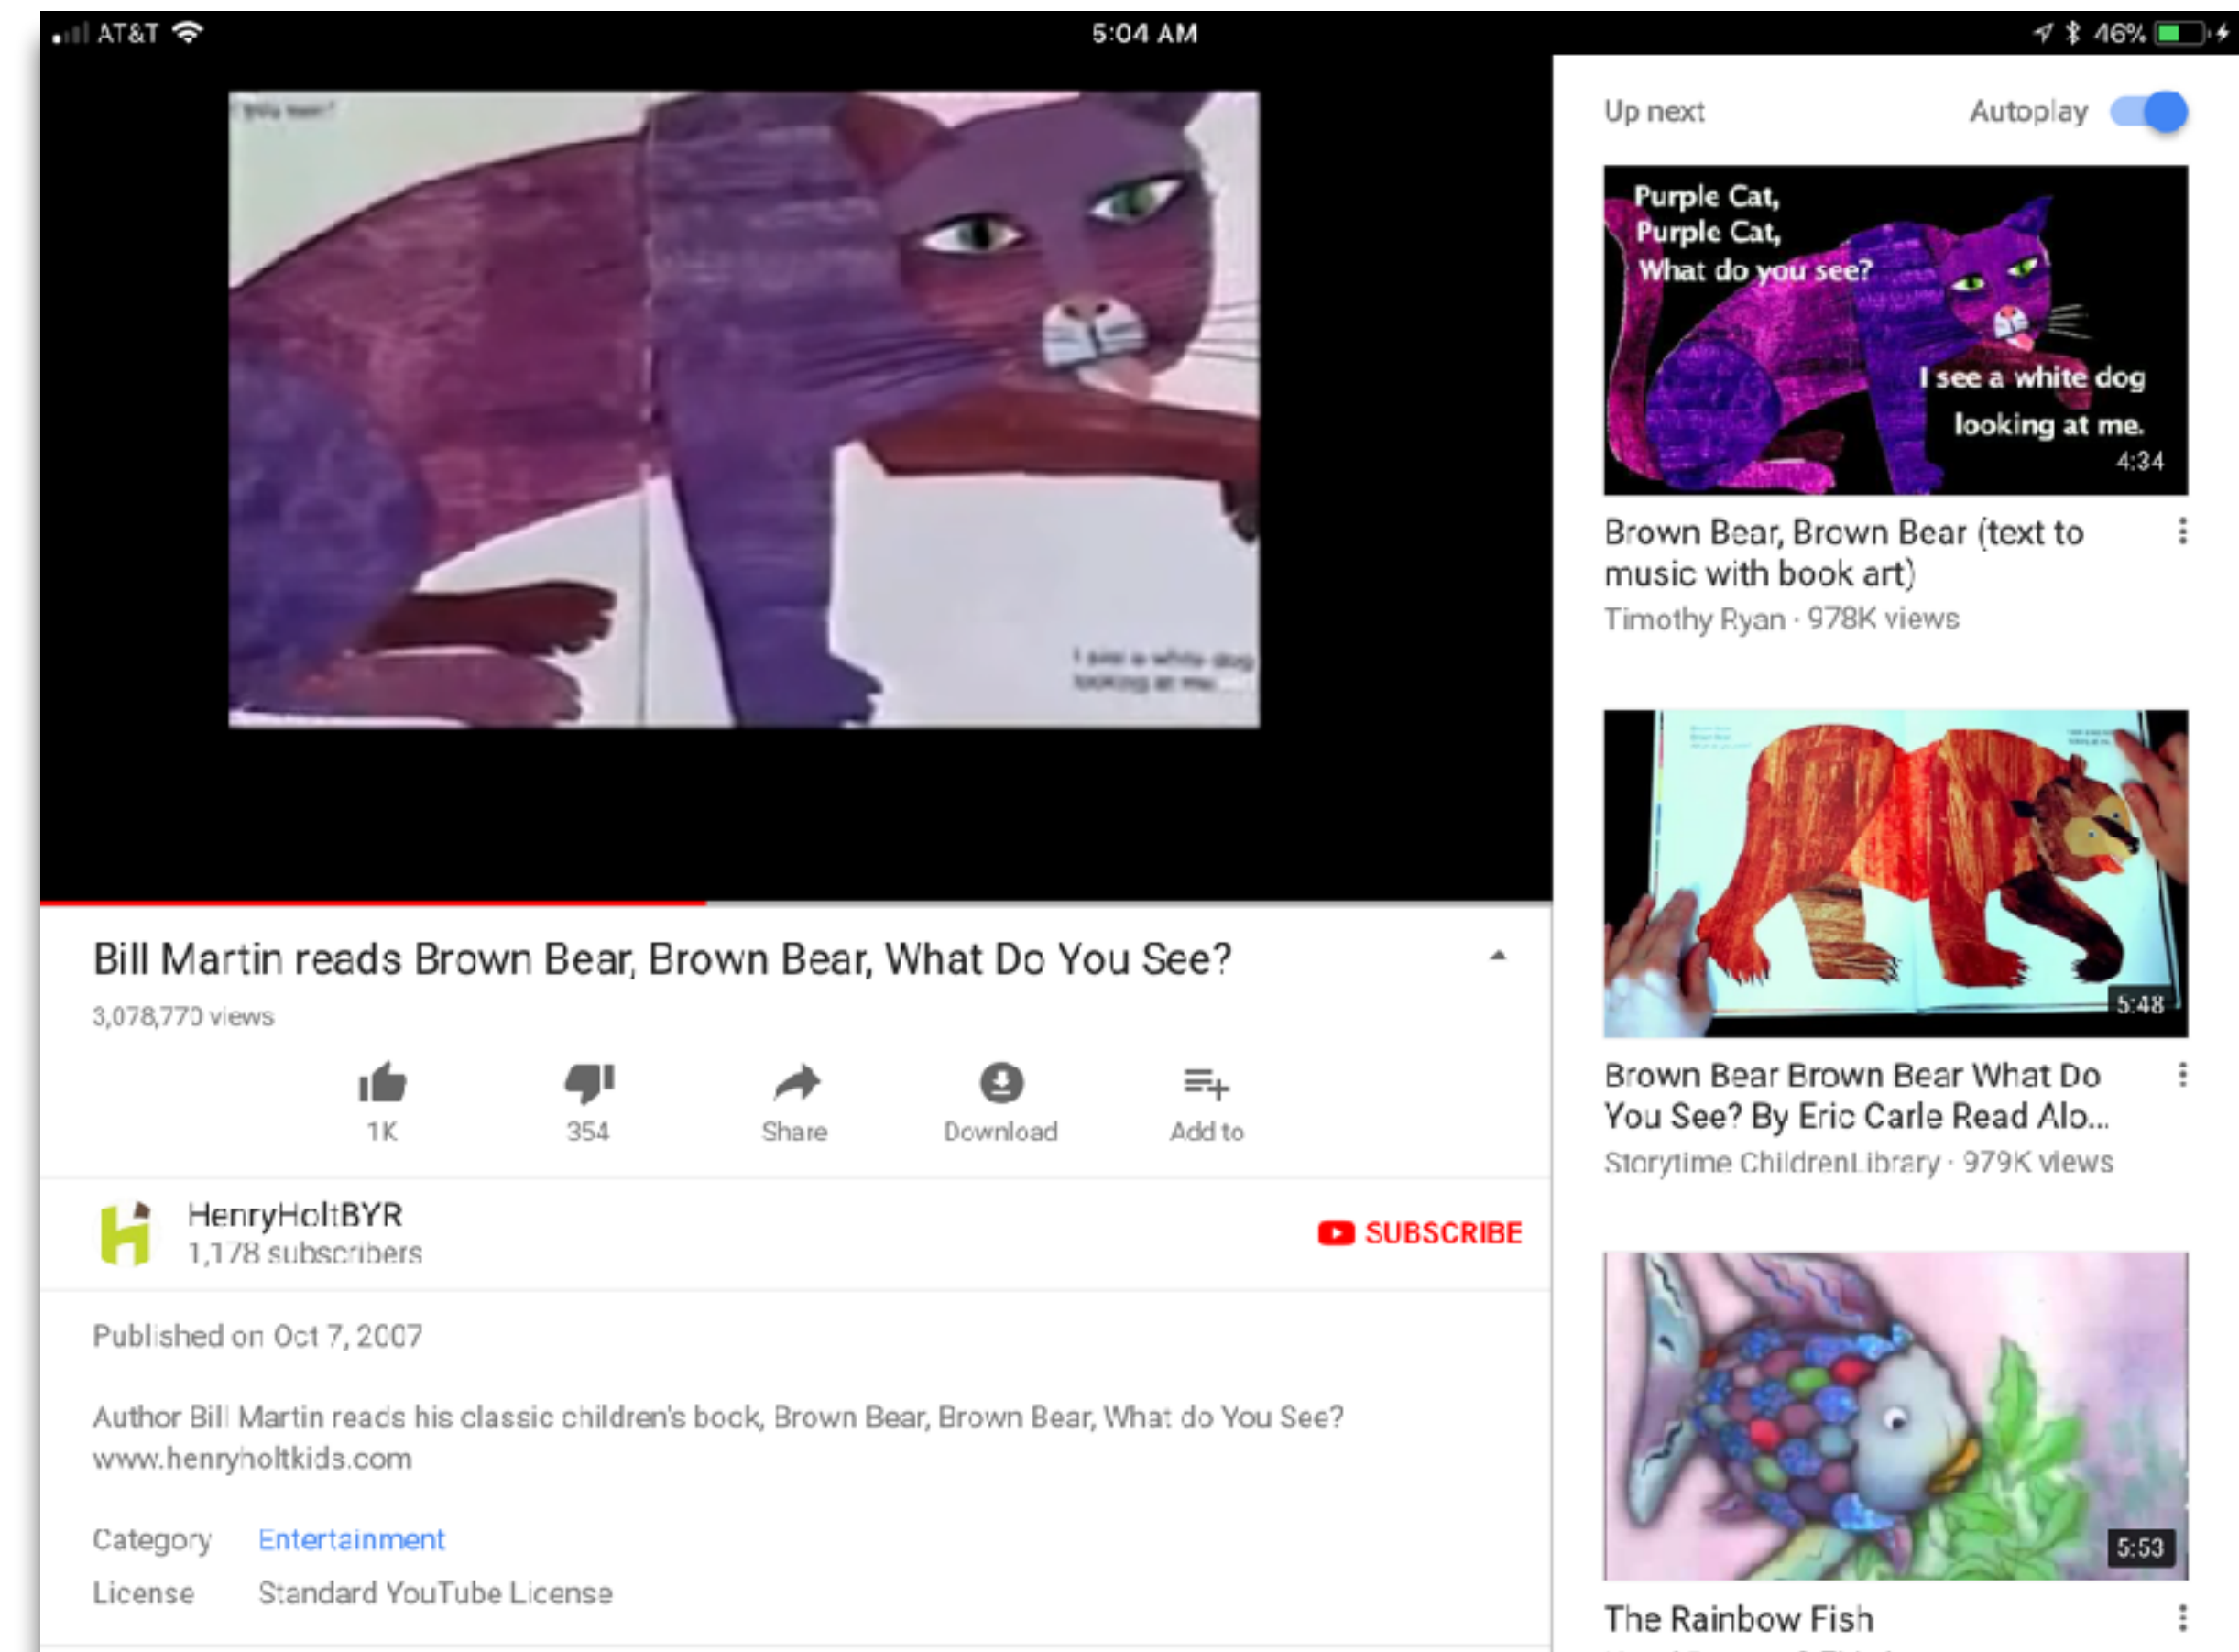 AT&T
5:04 AM
46%
looking at me.
Bill Martin reads Brown Bear, Brown Bear, What Do You See?
3,078,770 views
1K
354
Share
Download
Add to
HenryHoltBYR
1,178 subscribers
SUBSCRIBE
Published on Oct 7, 2007
Author Bill Martin reads his classic children's book, Brown Bear, Brown Bear, What do You See?
www.henryholtkids.com
Category Entertainment
License Standard YouTube License
Up next Autoplay
Purple Cat,
Purple Cat,
What do you see?
I see a white dog
looking at me.
4:34
Brown Bear, Brown Bear (text to
music with book art)
Timothy Ryan · 978K views
5:48
Brown Bear Brown Bear What Do
You See? By Eric Carle Read Alo...
Storytime ChildrenLibrary · 979K views
5:53
The Rainbow Fish